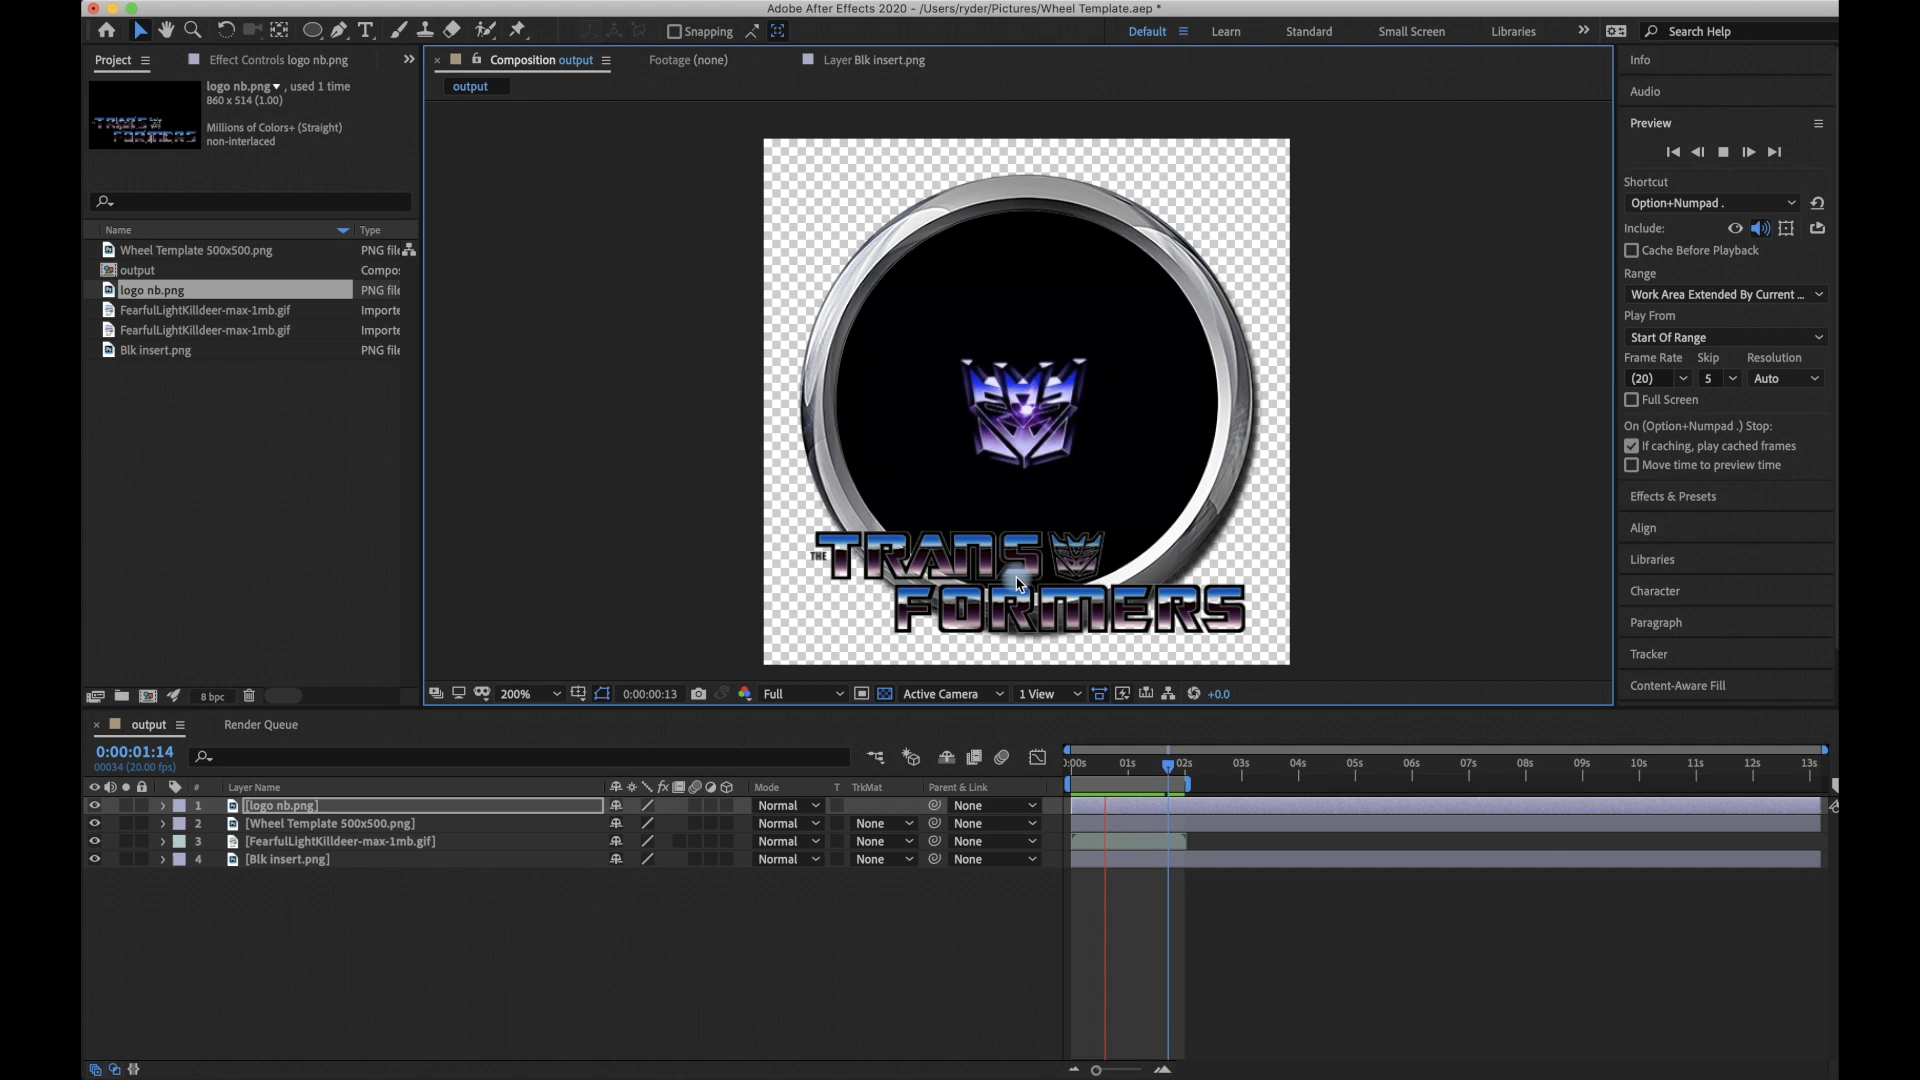 Adobe After Effects 2020 - /Users/ryder/Pictures/Wheel Template.aep *
Snapping
Default
Learn
Standard
Small Screen
Libraries
Search Help
Project
Effect Controls logo nb.png
Composition output
Footage (none)
Layer Blk insert.png
output
logo nb.png , used 1 time
860 x 514 (1.00)
Millions of Colors+ (Straight)
non-interlaced
Name
Type
Wheel Template 500x500.png
PNG file
output
Compos
logo nb.png
PNG file
FearfulLightKilldeer-max-1mb.gif
Importe
FearfulLightKilldeer-max-1mb.gif
Importe
Blk insert.png
PNG file
THE TRANS
FORMERS
8 bpc
200%
0:00:00:13
Full
Active Camera
1 View
+0.0
Info
Audio
Preview
Shortcut
Option+Numpad .
Include:
Cache Before Playback
Range
Work Area Extended By Current ...
Play From
Start Of Range
Frame Rate Skip Resolution
(20) 5 Auto
Full Screen
On (Option+Numpad .) Stop:
If caching, play cached frames
Move time to preview time
Effects & Presets
Align
Libraries
Character
Paragraph
Tracker
Content-Aware Fill
output
Render Queue
0:00:01:14
00034 (20.00 fps)
# Layer Name Mode T TrkMat Parent & Link
1 [logo nb.png] Normal None
2 [Wheel Template 500x500.png] Normal None None
3 [FearfulLightKilldeer-max-1mb.gif] Normal None None
4 [Blk insert.png] Normal None None
):00s 01s 02s 03s 04s 05s 06s 07s 08s 09s 10s 11s 12s 13s